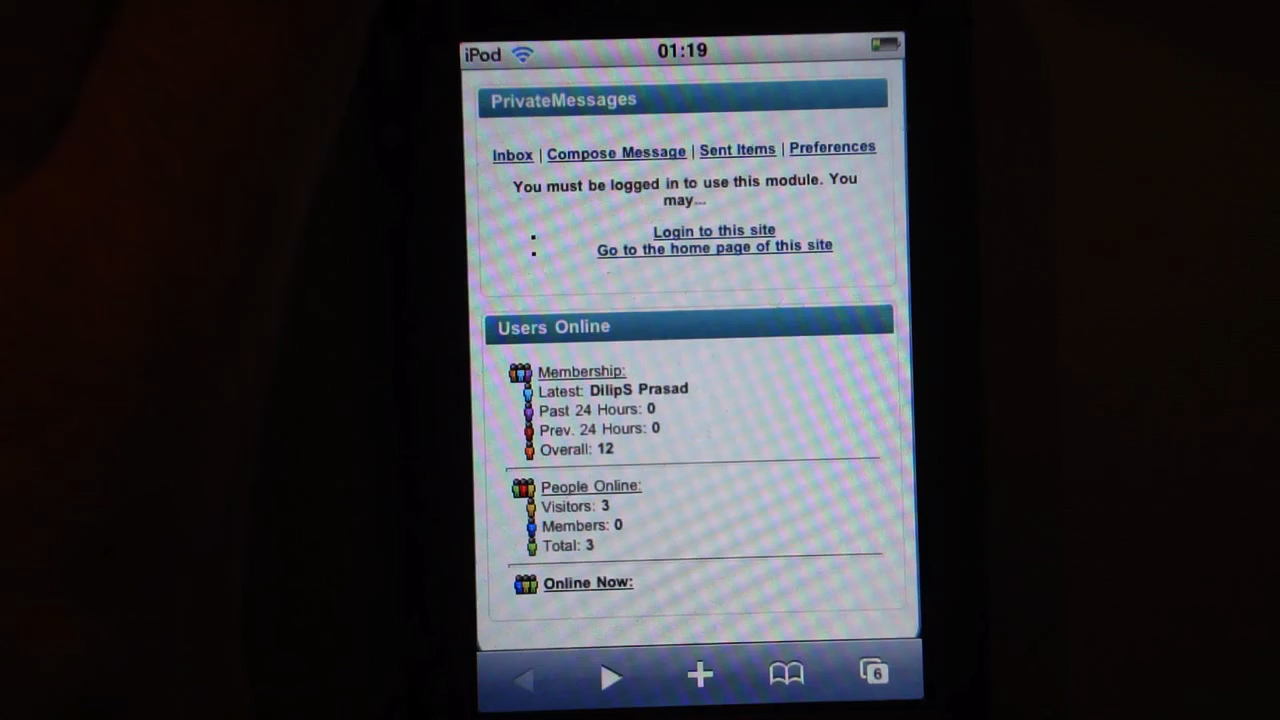 iPod 01:19
PrivateMessages
Inbox | Compose Message | Sent Items | Preferences
You must be logged in to use this module. You
may...
Login to this site
Go to the home page of this site
Users Online
Membership:
Latest: DilipS Prasad
Past 24 Hours: 0
Prev. 24 Hours: 0
Overall: 12
People Online:
Visitors: 3
Members: 0
Total: 3
Online Now:
6